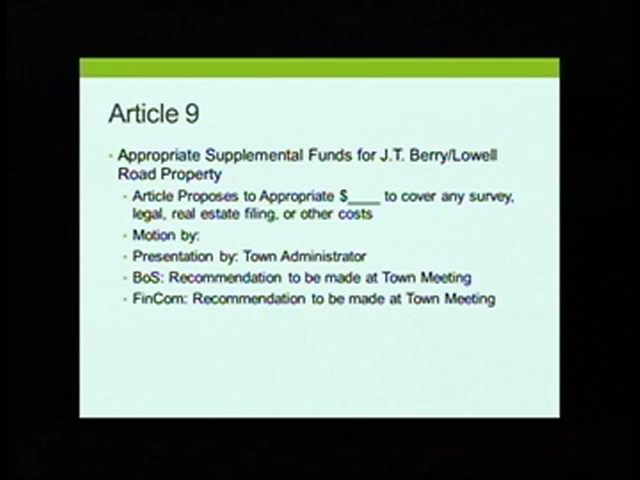 Article 9
• Appropriate Supplemental Funds for J.T. Berry/Lowell
Road Property
• Article Proposes to Appropriate $____ to cover any survey,
legal, real estate filing, or other costs
• Motion by:
• Presentation by: Town Administrator
• BoS: Recommendation to be made at Town Meeting
• FinCom: Recommendation to be made at Town Meeting